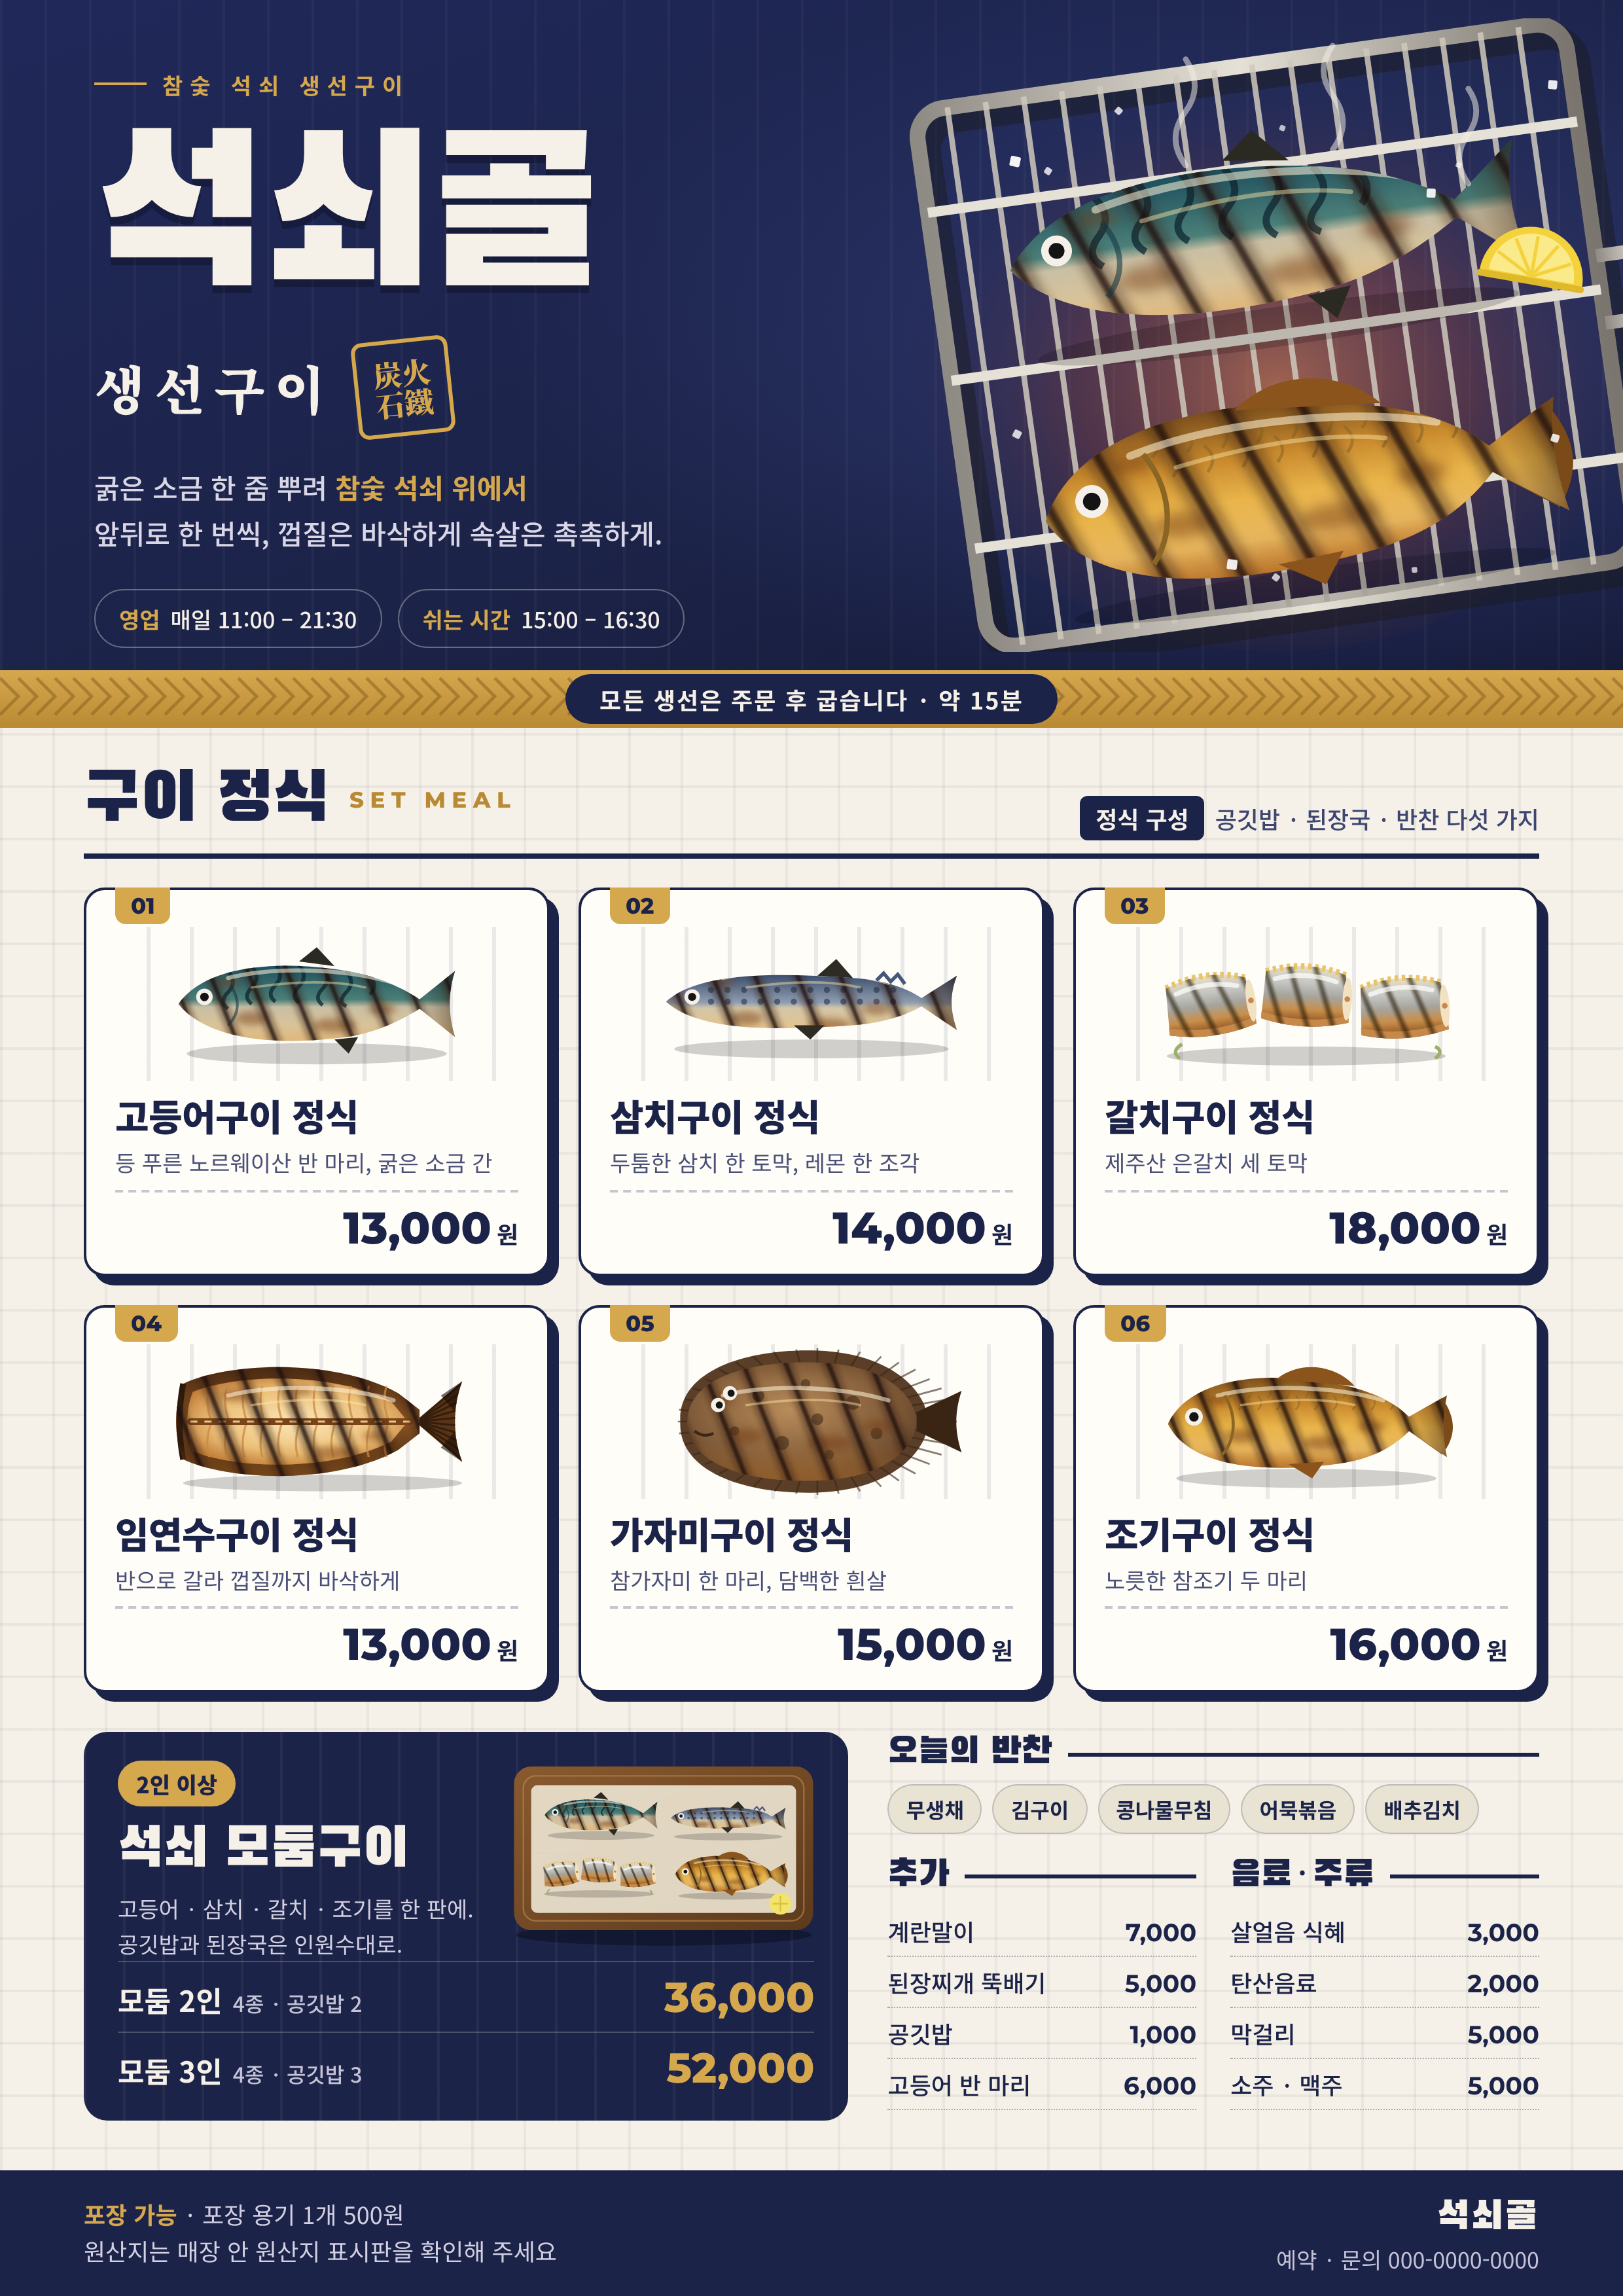 참숯 석쇠 생선구이
석쇠골
생선구이
炭火
石鐵
굵은 소금 한 줌 뿌려 참숯 석쇠 위에서
앞뒤로 한 번씩, 껍질은 바삭하게 속살은 촉촉하게.
영업 매일 11:00 – 21:30
쉬는 시간 15:00 – 16:30
모든 생선은 주문 후 굽습니다 · 약 15분
구이 정식 SET MEAL
정식 구성 공깃밥 · 된장국 · 반찬 다섯 가지
01
고등어구이 정식
등 푸른 노르웨이산 반 마리, 굵은 소금 간
13,000 원
02
삼치구이 정식
두툼한 삼치 한 토막, 레몬 한 조각
14,000 원
03
갈치구이 정식
제주산 은갈치 세 토막
18,000 원
04
임연수구이 정식
반으로 갈라 껍질까지 바삭하게
13,000 원
05
가자미구이 정식
참가자미 한 마리, 담백한 흰살
15,000 원
06
조기구이 정식
노릇한 참조기 두 마리
16,000 원
2인 이상
석쇠 모둠구이
고등어 · 삼치 · 갈치 · 조기를 한 판에.
공깃밥과 된장국은 인원수대로.
모둠 2인 4종 · 공깃밥 2 36,000
모둠 3인 4종 · 공깃밥 3 52,000
오늘의 반찬
무생채 김구이 콩나물무침 어묵볶음 배추김치
추가
계란말이 7,000
된장찌개 뚝배기 5,000
공깃밥 1,000
고등어 반 마리 6,000
음료 · 주류
살얼음 식혜 3,000
탄산음료 2,000
막걸리 5,000
소주 · 맥주 5,000
포장 가능 · 포장 용기 1개 500원
원산지는 매장 안 원산지 표시판을 확인해 주세요
석쇠골
예약 · 문의 000-0000-0000